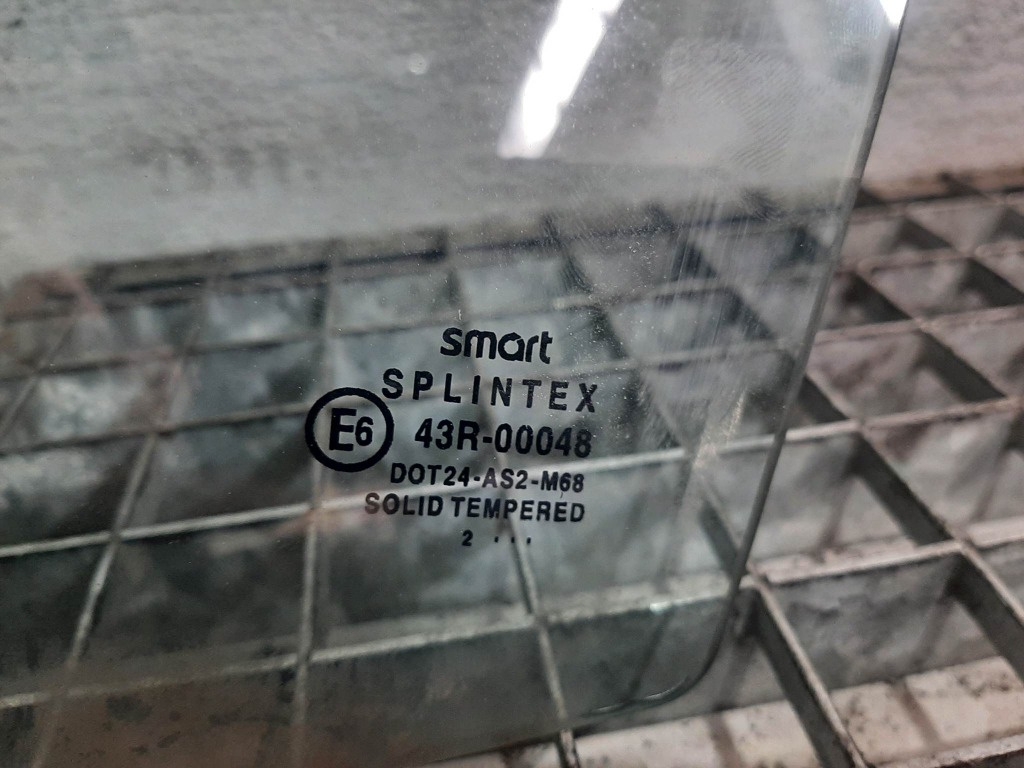 smart
SPLINTEX
E6 43R-00048
DOT24-AS2-M68
SOLID TEMPERED
2 ...